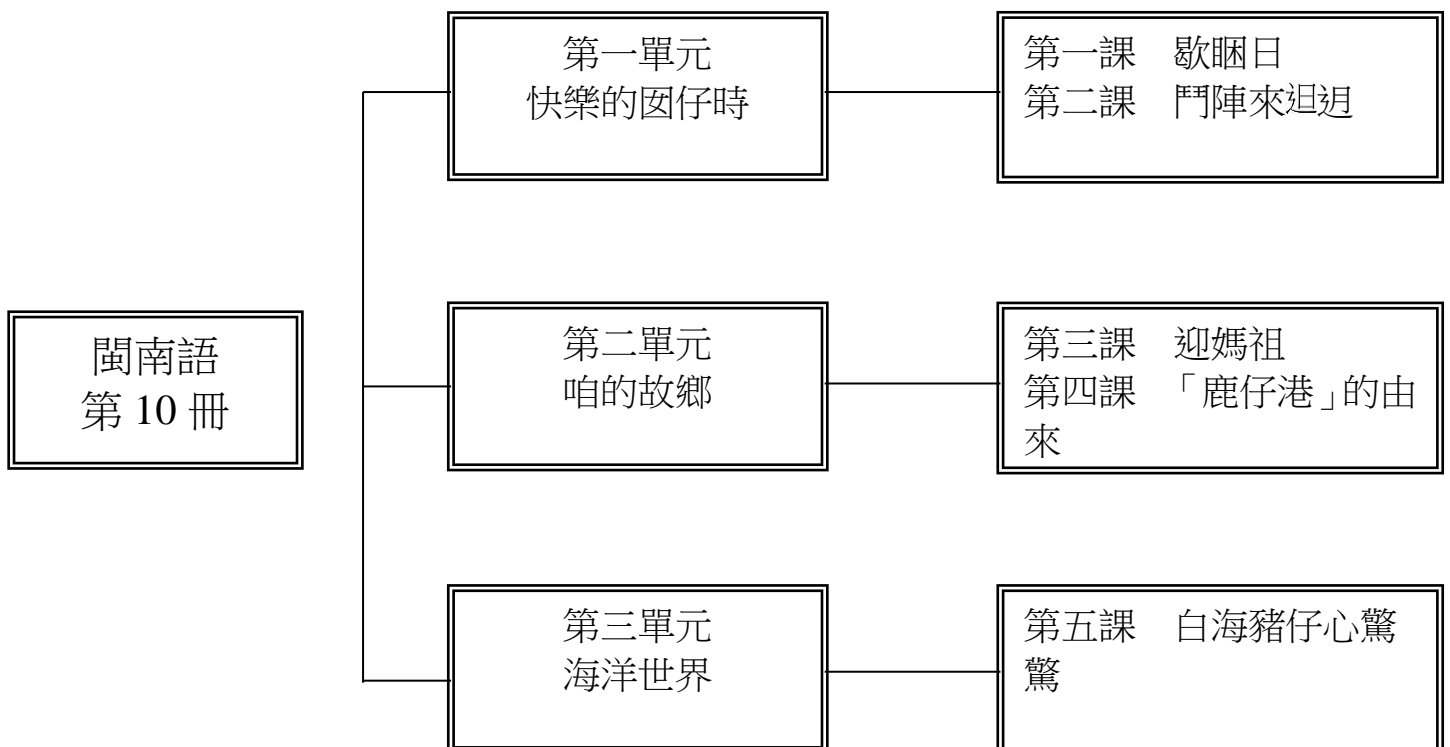 第一單元
快樂的囡仔時
第一課　歇睏日
第二課　鬥陣來𨑨迌
閩南語
第 10 冊
第二單元
咱的故鄉
第三課　迎媽祖
第四課　「鹿仔港」的由
來
第三單元
海洋世界
第五課　白海豬仔心驚
驚